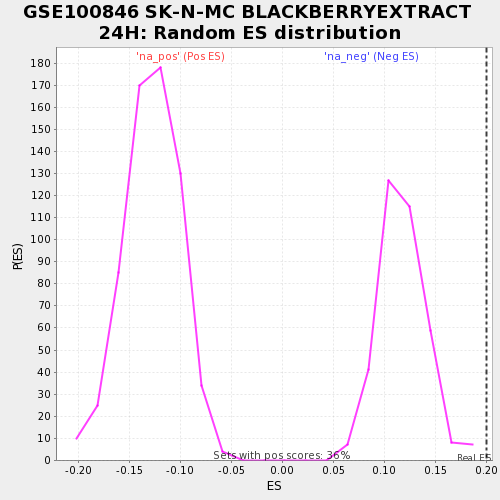 GSE100846 SK-N-MC BLACKBERRYEXTRACT
24H: Random ES distribution
'na_pos' (Pos ES)
'na_neg' (Neg ES)
180
170
160
150
140
130
120
110
100
90
80
70
60
50
40
30
20
10
0
P(ES)
Sets with pos scores: 36%
Real ES
-0.20 -0.15 -0.10 -0.05 0.00 0.05 0.10 0.15 0.20
ES